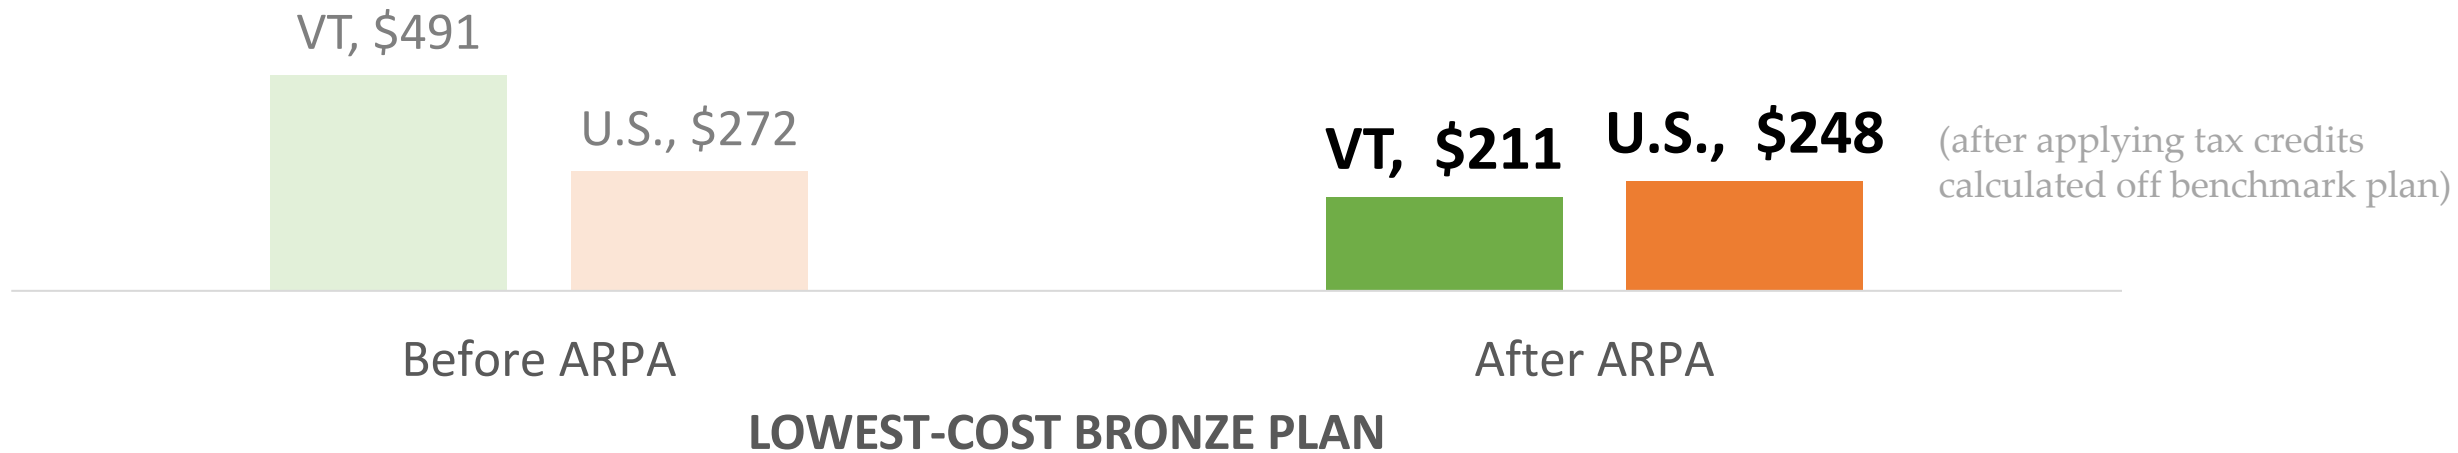 VT, $491
U.S., $272
VT, $211
U.S., $248
(after applying tax credits
calculated off benchmark plan)
Before ARPA
After ARPA
LOWEST-COST BRONZE PLAN